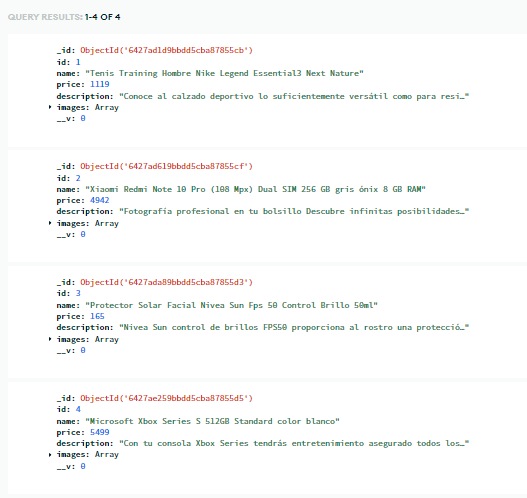 QUERY RESULTS: 1-4 OF 4
_id: ObjectId('6427ad1d9bbdd5cba87855cb')
id: 1
name: "Tenis Training Hombre Nike Legend Essential3 Next Nature"
price: 1119
description: "Conoce al calzado deportivo lo suficientemente versátil como para resi…"
images: Array
__v: 0
_id: ObjectId('6427ad619bbdd5cba87855cf')
id: 2
name: "Xiaomi Redmi Note 10 Pro (108 Mpx) Dual SIM 256 GB gris ónix 8 GB RAM"
price: 4942
description: "Fotografía profesional en tu bolsillo Descubre infinitas posibilidades…"
images: Array
__v: 0
_id: ObjectId('6427ada89bbdd5cba87855d3')
id: 3
name: "Protector Solar Facial Nivea Sun Fps 50 Control Brillo 50ml"
price: 165
description: "Nivea Sun control de brillos FPS50 proporciona al rostro una protecció…"
images: Array
__v: 0
_id: ObjectId('6427ae259bbdd5cba87855d5')
id: 4
name: "Microsoft Xbox Series S 512GB Standard color blanco"
price: 5499
description: "Con tu consola Xbox Series tendrás entretenimiento asegurado todos los…"
images: Array
__v: 0